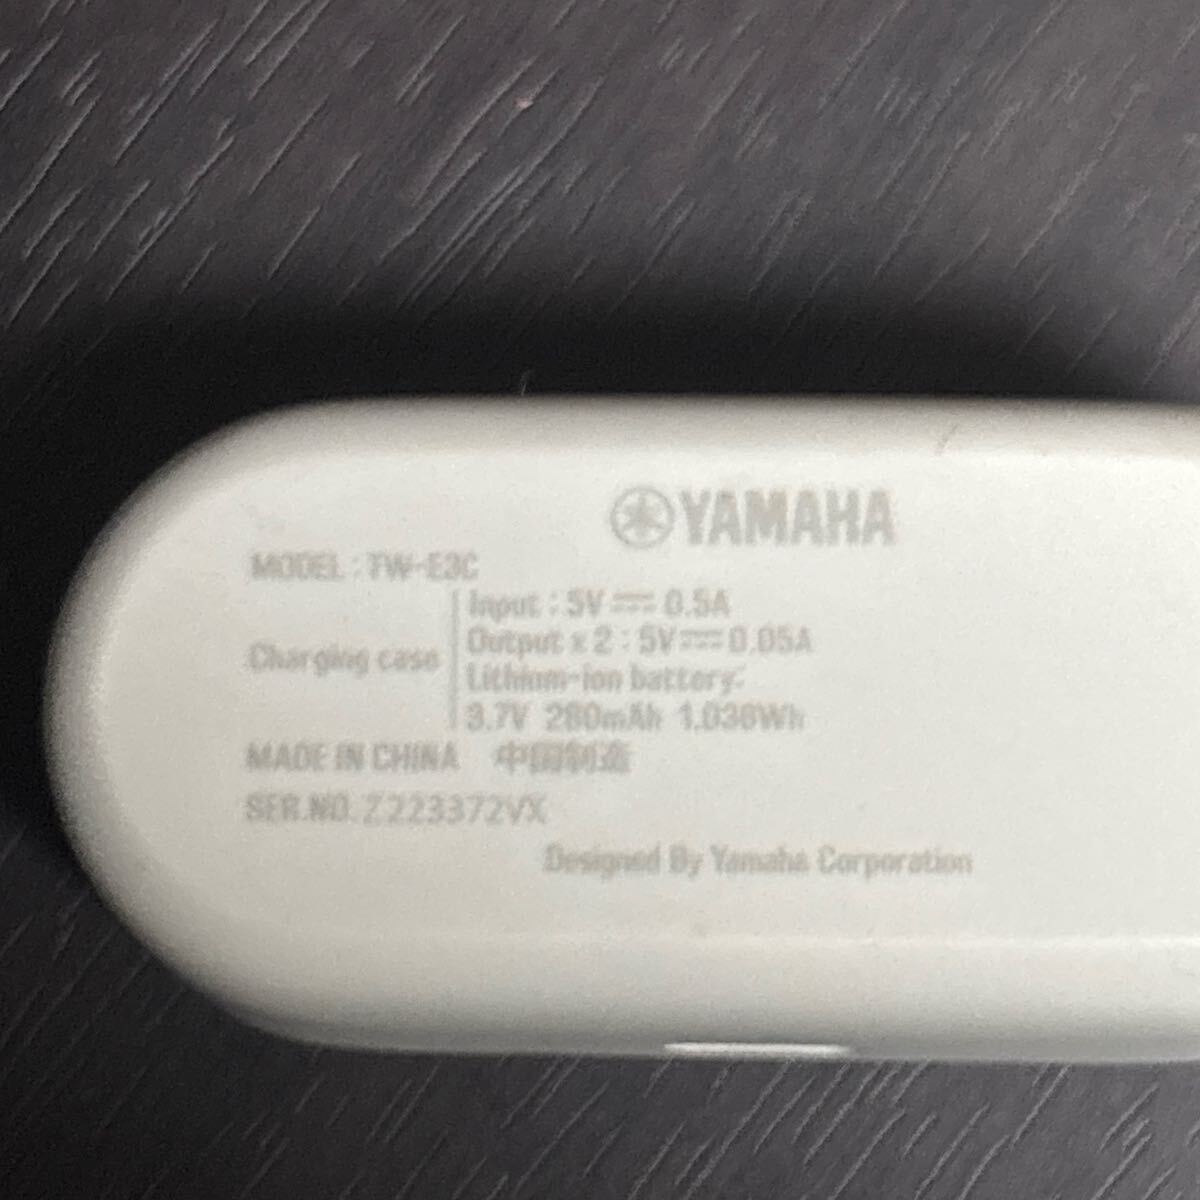 YAMAHA
MODEL : TW-E3C
Charging case
Input : 5V ⎓ 0.5A
Output x 2 : 5V ⎓ 0.05A
Lithium-ion battery:
3.7V 280mAh 1.036Wh
MADE IN CHINA 中国制造
SER.NO. Z223372VX
Designed By Yamaha Corporation